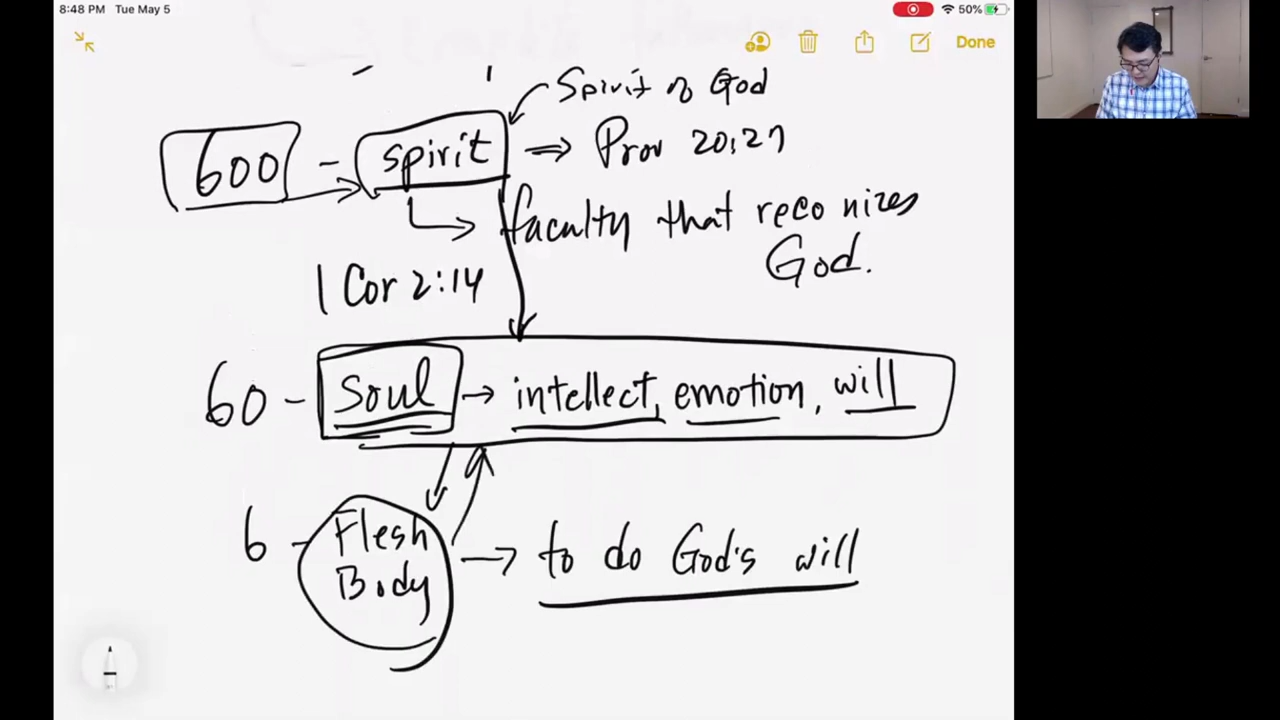 8:48 PM Tue May 5
50%
Done
Spirit of God
600 - spirit ⇒ Prov 20:27
faculty that reco nizes
God.
1 Cor 2:14
60 - Soul → intellect, emotion, will
6 - Flesh
Body → to do God's will